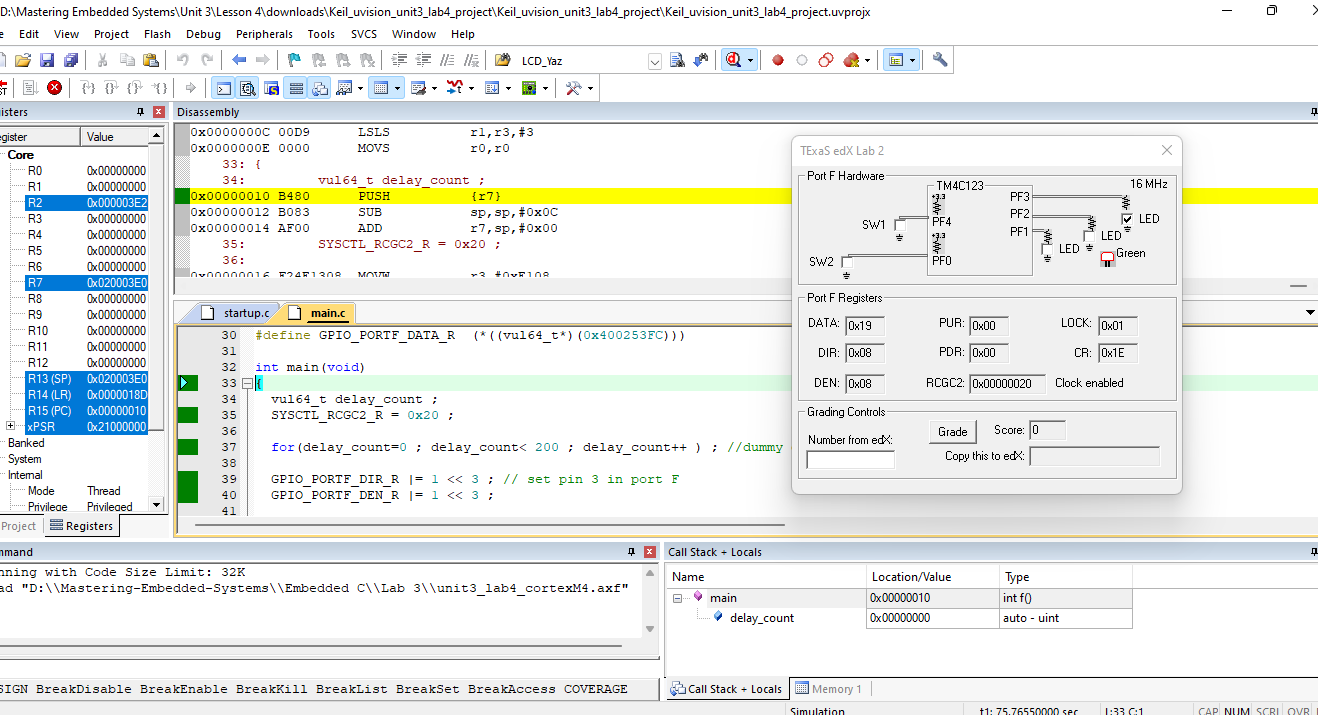 D:\Mastering Embedded Systems\Unit 3\Lesson 4\downloads\Keil_uvision_unit3_lab4_project\Keil_uvision_unit3_lab4_project\Keil_uvision_unit3_lab4_project.uvprojx
e Edit View Project Flash Debug Peripherals Tools SVCS Window Help
LCD_Yaz
isters
egister Value
Core
R0 0x00000000
R1 0x00000000
R2 0x000003E2
R3 0x00000000
R4 0x00000000
R5 0x00000000
R6 0x00000000
R7 0x020003E0
R8 0x00000000
R9 0x00000000
R10 0x00000000
R11 0x00000000
R12 0x00000000
R13 (SP) 0x020003E0
R14 (LR) 0x0000018D
R15 (PC) 0x00000010
xPSR 0x21000000
Banked
System
Internal
Mode Thread
Privilege Privileged
Project Registers
Disassembly
0x0000000C 00D9 LSLS r1,r3,#3
0x0000000E 0000 MOVS r0,r0
33: {
34: vul64_t delay_count ;
0x00000010 B480 PUSH {r7}
0x00000012 B083 SUB sp,sp,#0x0C
0x00000014 AF00 ADD r7,sp,#0x00
35: SYSCTL_RCGC2_R = 0x20 ;
36:
0x00000016 F24E1308 MOVW r3,#0xE108
startup.c main.c
30 #define GPIO_PORTF_DATA_R (*((vul64_t*)(0x400253FC)))
31
32 int main(void)
33 {
34 vul64_t delay_count ;
35 SYSCTL_RCGC2_R = 0x20 ;
36
37 for(delay_count=0 ; delay_count< 200 ; delay_count++ ) ; //dummy
38
39 GPIO_PORTF_DIR_R |= 1 << 3 ; // set pin 3 in port F
40 GPIO_PORTF_DEN_R |= 1 << 3 ;
41
TExaS edX Lab 2
Port F Hardware
TM4C123 16 MHz
+3.3
PF3
PF2
PF1
SW1 PF4
LED
LED
LED
Green
+3.3
SW2 PF0
Port F Registers
DATA: 0x19 PUR: 0x00 LOCK: 0x01
DIR: 0x08 PDR: 0x00 CR: 0x1E
DEN: 0x08 RCGC2: 0x00000020 Clock enabled
Grading Controls
Number from edX: Grade Score: 0
Copy this to edX:
mmand
nning with Code Size Limit: 32K
ad "D:\\Mastering-Embedded-Systems\\Embedded C\\Lab 3\\unit3_lab4_cortexM4.axf"
SIGN BreakDisable BreakEnable BreakKill BreakList BreakSet BreakAccess COVERAGE
Call Stack + Locals
Name Location/Value Type
main 0x00000010 int f()
delay_count 0x00000000 auto - uint
Call Stack + Locals Memory 1
Simulation t1: 75.76550000 sec L:33 C:1 CAP NUM SCRL OVR